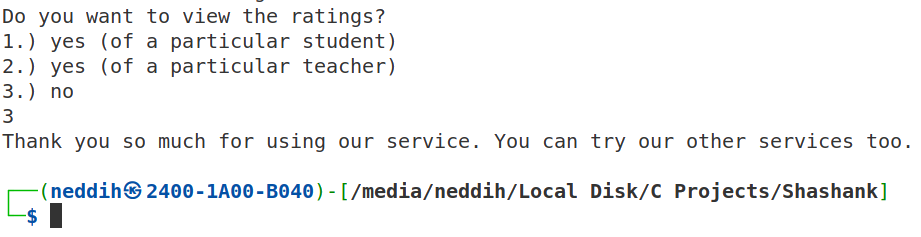 Do you want to view the ratings?
1.) yes (of a particular student)
2.) yes (of a particular teacher)
3.) no
3
Thank you so much for using our service. You can try our other services too.
┌──(neddih㉿2400-1A00-B040)-[/media/neddih/Local Disk/C Projects/Shashank]
└─$